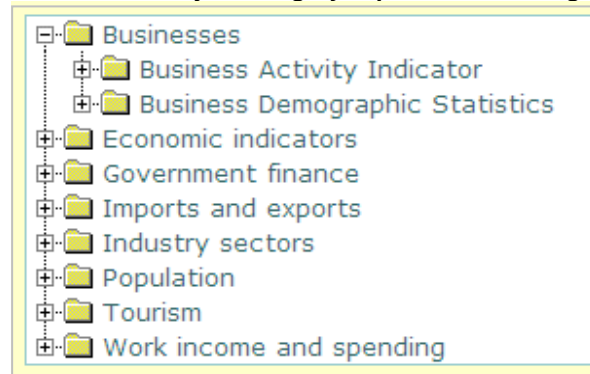 Businesses
Business Activity Indicator
Business Demographic Statistics
Economic indicators
Government finance
Imports and exports
Industry sectors
Population
Tourism
Work income and spending